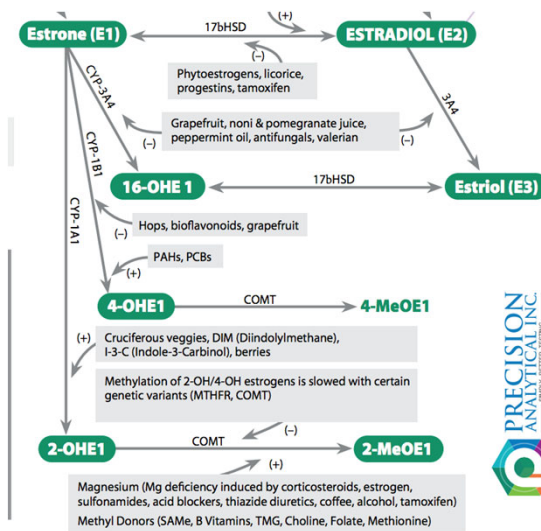 17bHSD
(+)
Estrone (E1)
ESTRADIOL (E2)
(–)
Phytoestrogens, licorice,
progestins, tamoxifen
CYP-3A4
3A4
Grapefruit, noni & pomegranate juice,
peppermint oil, antifungals, valerian
(–)
(–)
CYP-1B1
17bHSD
16-OHE 1
Estriol (E3)
CYP-1A1
Hops, bioflavonoids, grapefruit
(–)
PAHs, PCBs
(+)
COMT
4-OHE1
4-MeOE1
(+)
Cruciferous veggies, DIM (Diindolylmethane),
I-3-C (Indole-3-Carbinol), berries
Methylation of 2-OH/4-OH estrogens is slowed with certain
genetic variants (MTHFR, COMT)
(–)
COMT
2-OHE1
2-MeOE1
(+)
Magnesium (Mg deficiency induced by corticosteroids, estrogen,
sulfonamides, acid blockers, thiazide diuretics, coffee, alcohol, tamoxifen)
Methyl Donors (SAMe, B Vitamins, TMG, Choline, Folate, Methionine)
PRECISION
ANALYTICAL INC.